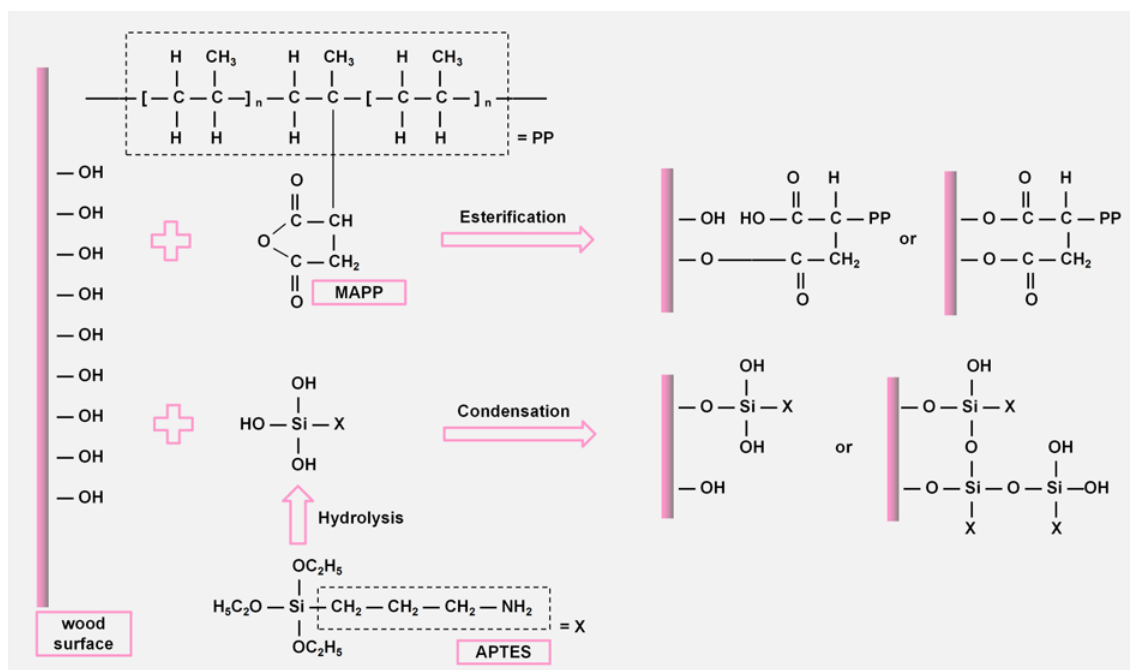 H CH₃ H CH₃ H CH₃
—[—C—C—]ₙ—C—C—[—C—C—]ₙ—
H H H H H
= PP
— OH
— OH
— OH
— OH
— OH
— OH
— OH
— OH
— OH
O
C — CH
O
C — CH₂
O
MAPP
Esterification
O H
— OH HO — C — C — PP
— O — C — CH₂
O
or
O H
— O — C — C — PP
— O — C — CH₂
O
OH
HO — Si — X
OH
Condensation
OH
— O — Si — X
OH
— OH
or
OH
— O — Si — X
O OH
— O — Si — O — Si —OH
X X
Hydrolysis
OC₂H₅
H₅C₂O — Si — CH₂ — CH₂ — CH₂ — NH₂
= X
OC₂H₅
APTES
wood
surface